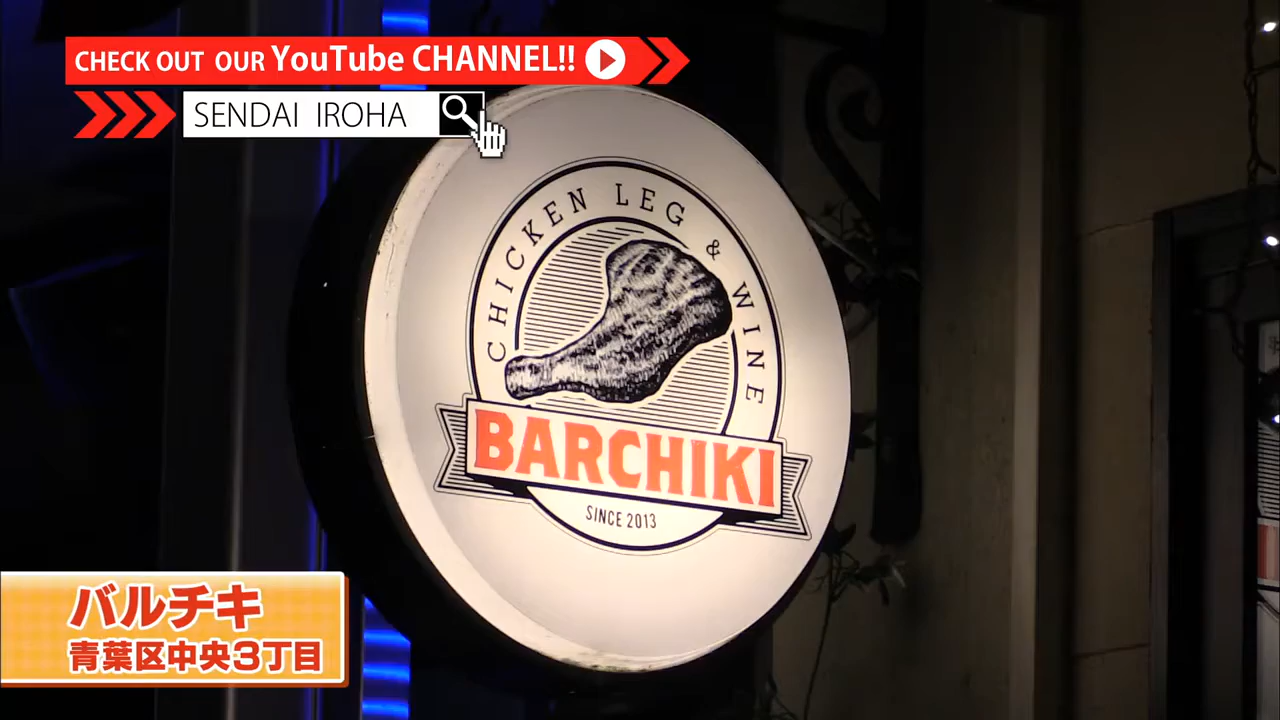 CHECK OUT OUR YouTube CHANNEL!!
SENDAI IROHA
CHICKEN LEG & WINE
BARCHIKI
SINCE 2013
バルチキ
青葉区中央3丁目